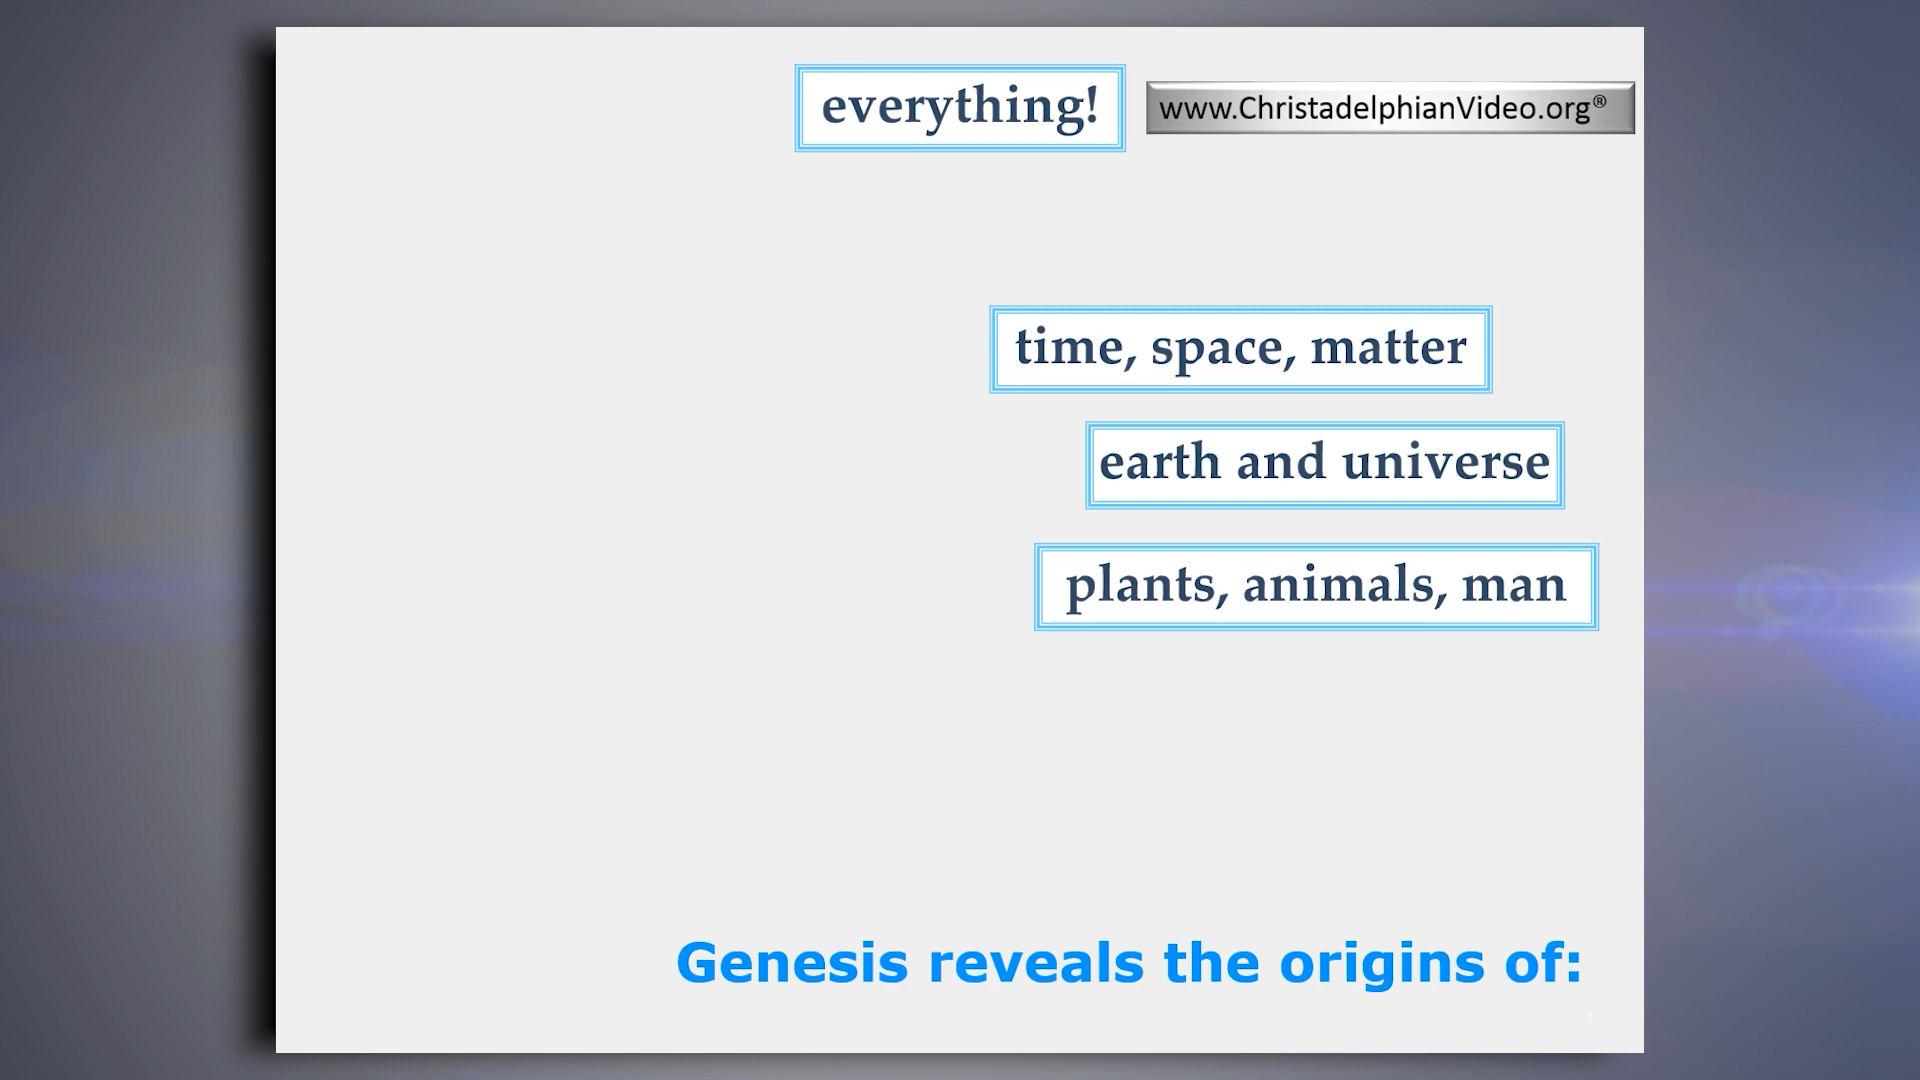 everything!
www.ChristadelphianVideo.org®
time, space, matter
earth and universe
plants, animals, man
Genesis reveals the origins of: